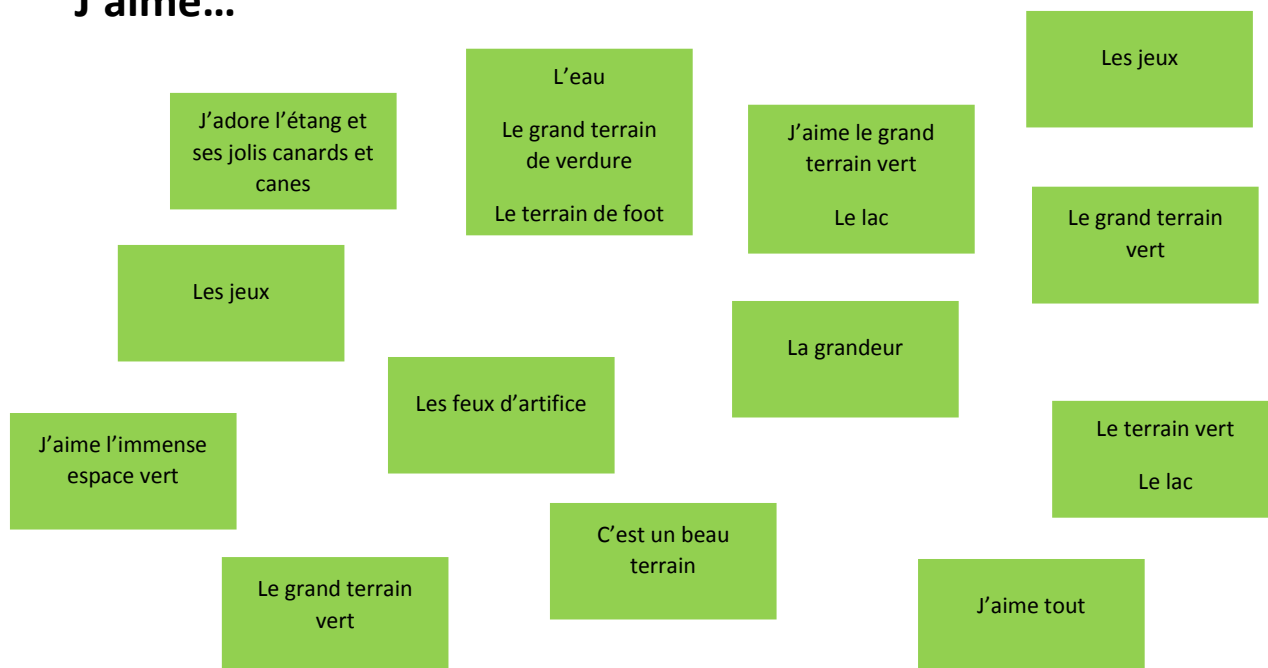 J'aime…
Les jeux
L'eau
Le grand terrain
de verdure
Le terrain de foot
J'adore l'étang et
ses jolis canards et
canes
J'aime le grand
terrain vert
Le lac
Le grand terrain
vert
Les jeux
La grandeur
Les feux d'artifice
J'aime l'immense
espace vert
Le terrain vert
Le lac
C'est un beau
terrain
Le grand terrain
vert
J'aime tout